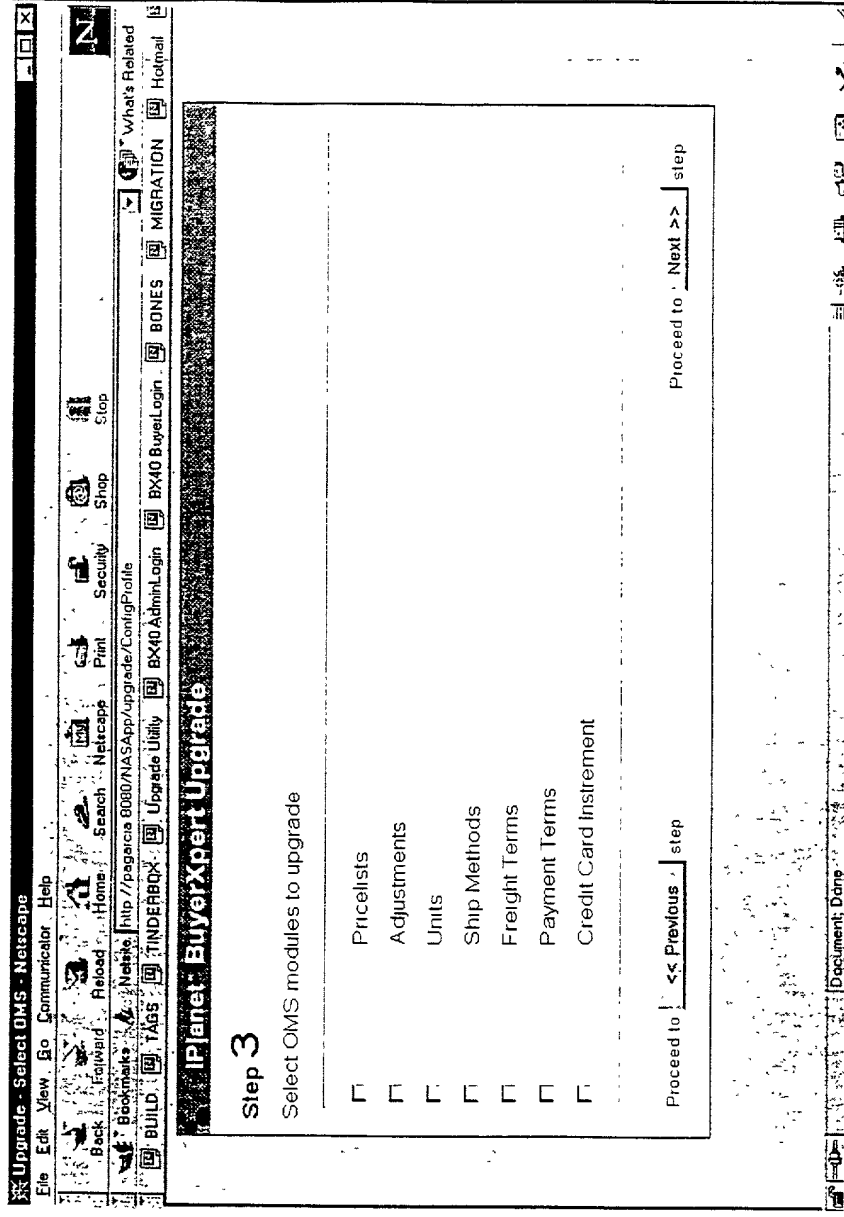 Upgrade - Select OMS - Netscape
File Edit View Go Communicator Help
Back Forward Reload Home Search Netscape Print Security Shop Stop
Bookmarks Netsite: http://pagarcia:8080/NASApp/upgrade/ConfigProfile What's Related
BUILD TAGS TINDERBOX Upgrade Utility BX40 AdminLogin BX40 BuyerLogin BONES MIGRATION Hotmail
iPlanet BuyerXpert Upgrade
Step 3
Select OMS modules to upgrade
Pricelists
Adjustments
Units
Ship Methods
Freight Terms
Payment Terms
Credit Card Instrement
Proceed to << Previous step
Proceed to Next >> step
Document: Done